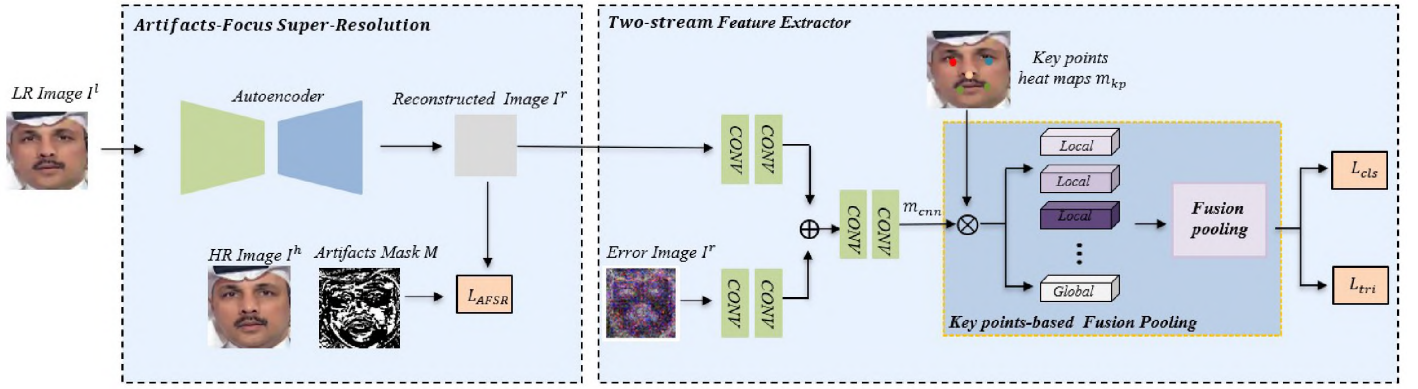 Artifacts-Focus Super-Resolution
LR Image I^l
Autoencoder
Reconstructed Image I^r
HR Image I^h
Artifacts Mask M
L_AFSR
Two-stream Feature Extractor
Key points
heat maps m_kp
CONV
CONV
CONV
CONV
m_cnn
Error Image I^r
CONV
CONV
Local
Local
Local
Global
Fusion
pooling
Key points-based Fusion Pooling
L_cls
L_tri